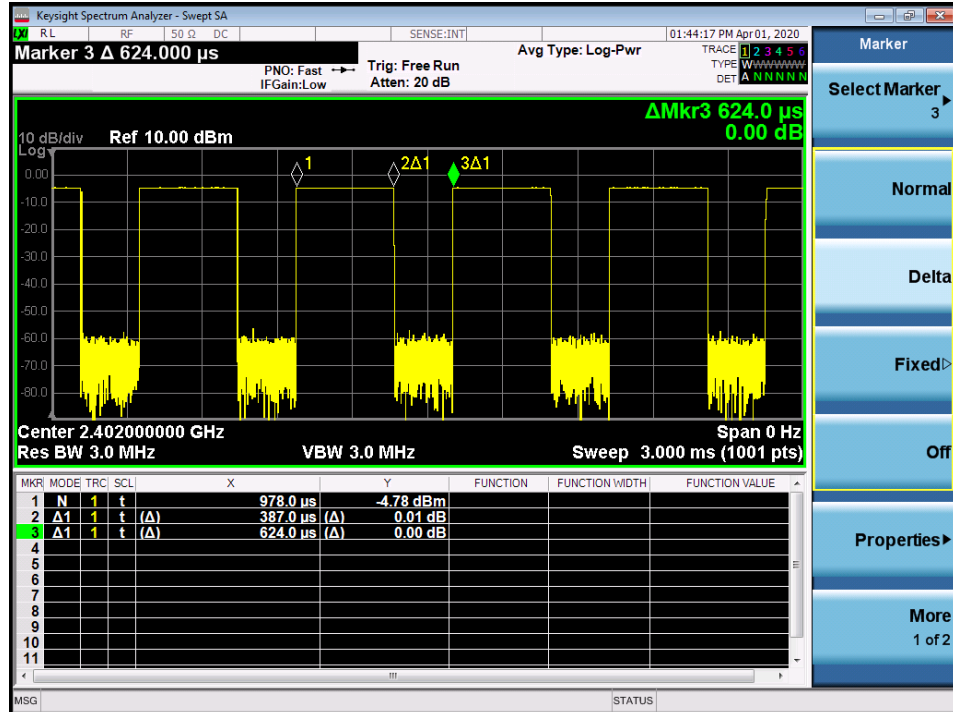 Keysight Spectrum Analyzer - Swept SA
LXI RL RF 50 Ω DC SENSE:INT 01:44:17 PM Apr 01, 2020
Marker 3 Δ 624.000 µs
PNO: Fast
IFGain:Low
Trig: Free Run
Atten: 20 dB
Avg Type: Log-Pwr
TRACE 1 2 3 4 5 6
TYPE W
DET A N N N N N
ΔMkr3 624.0 µs
0.00 dB
10 dB/div Ref 10.00 dBm
Log
1 2Δ1 3Δ1
0.00
-10.0
-20.0
-30.0
-40.0
-50.0
-60.0
-70.0
-80.0
Center 2.402000000 GHz Span 0 Hz
Res BW 3.0 MHz VBW 3.0 MHz Sweep 3.000 ms (1001 pts)
MKR MODE TRC SCL X Y FUNCTION FUNCTION WIDTH FUNCTION VALUE
1 N 1 t 978.0 µs -4.78 dBm
2 Δ1 1 t (Δ) 387.0 µs (Δ) 0.01 dB
3 Δ1 1 t (Δ) 624.0 µs (Δ) 0.00 dB
4
5
6
7
8
9
10
11
MSG STATUS
Marker
Select Marker
3
Normal
Delta
Fixed
Off
Properties
More
1 of 2